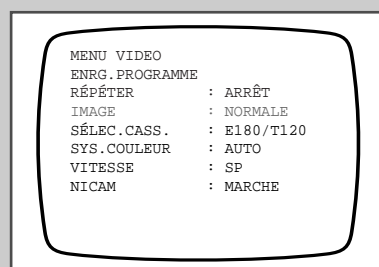 MENU VIDEO
ENRG.PROGRAMME
RÉPÉTER : ARRÊT
IMAGE : NORMALE
SÉLEC.CASS. : E180/T120
SYS.COULEUR : AUTO
VITESSE : SP
NICAM : MARCHE